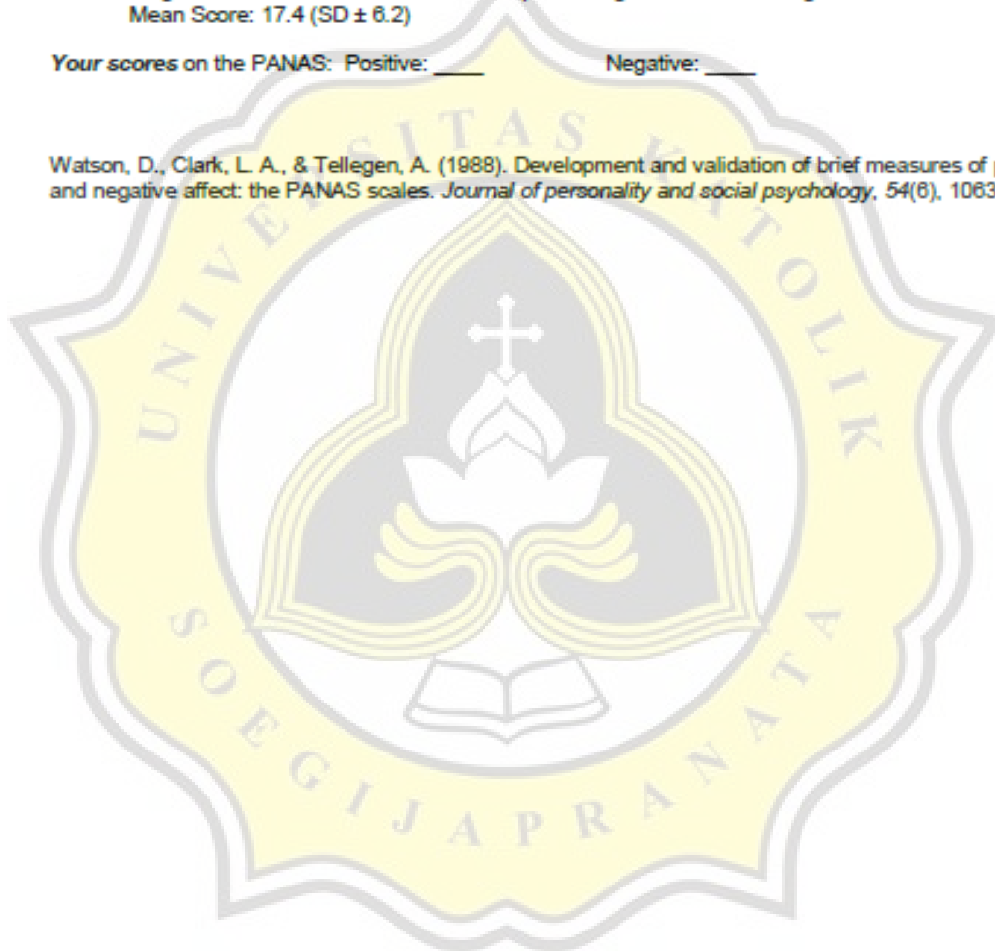 Mean Score: 17.4 (SD ± 6.2)
Your scores on the PANAS: Positive: ____ Negative: ____
Watson, D., Clark, L. A., & Tellegen, A. (1988). Development and validation of brief measures of
and negative affect: the PANAS scales. Journal of personality and social psychology, 54(6), 1063
UNIVERSITAS KATOLIK
SOEGIJAPRANATA